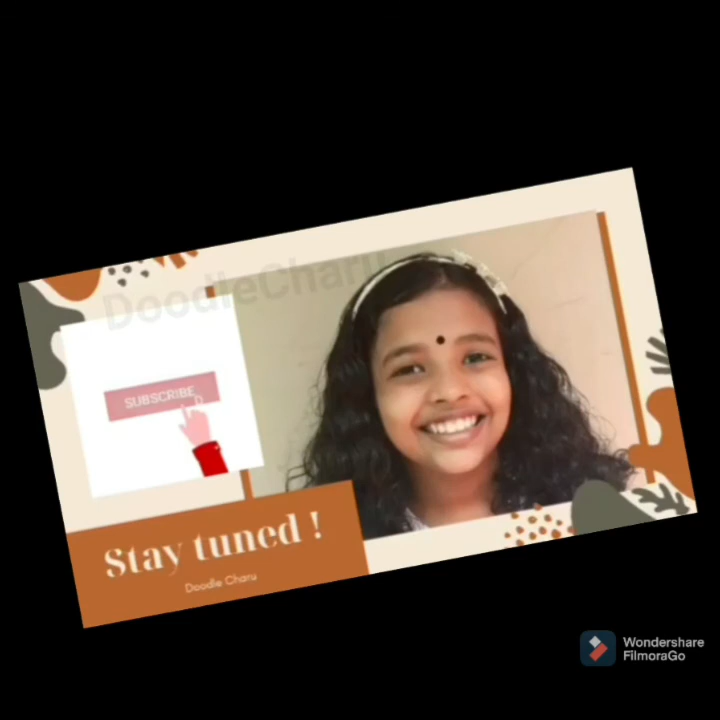 DoodleCharu
SUBSCRIBE
Stay tuned !
Doodle Charu
Wondershare
FilmoraGo